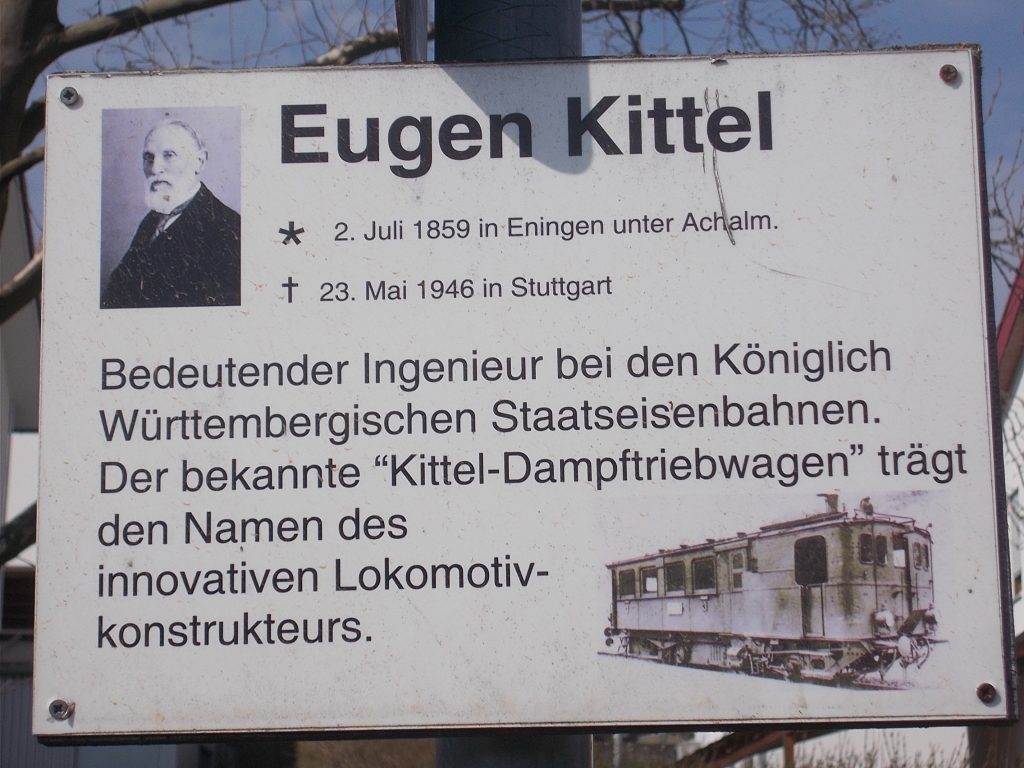 Eugen Kittel
* 2. Juli 1859 in Eningen unter Achalm.
† 23. Mai 1946 in Stuttgart
Bedeutender Ingenieur bei den Königlich
Württembergischen Staatseisenbahnen.
Der bekannte “Kittel-Dampftriebwagen” trägt
den Namen des
innovativen Lokomotiv-
konstrukteurs.